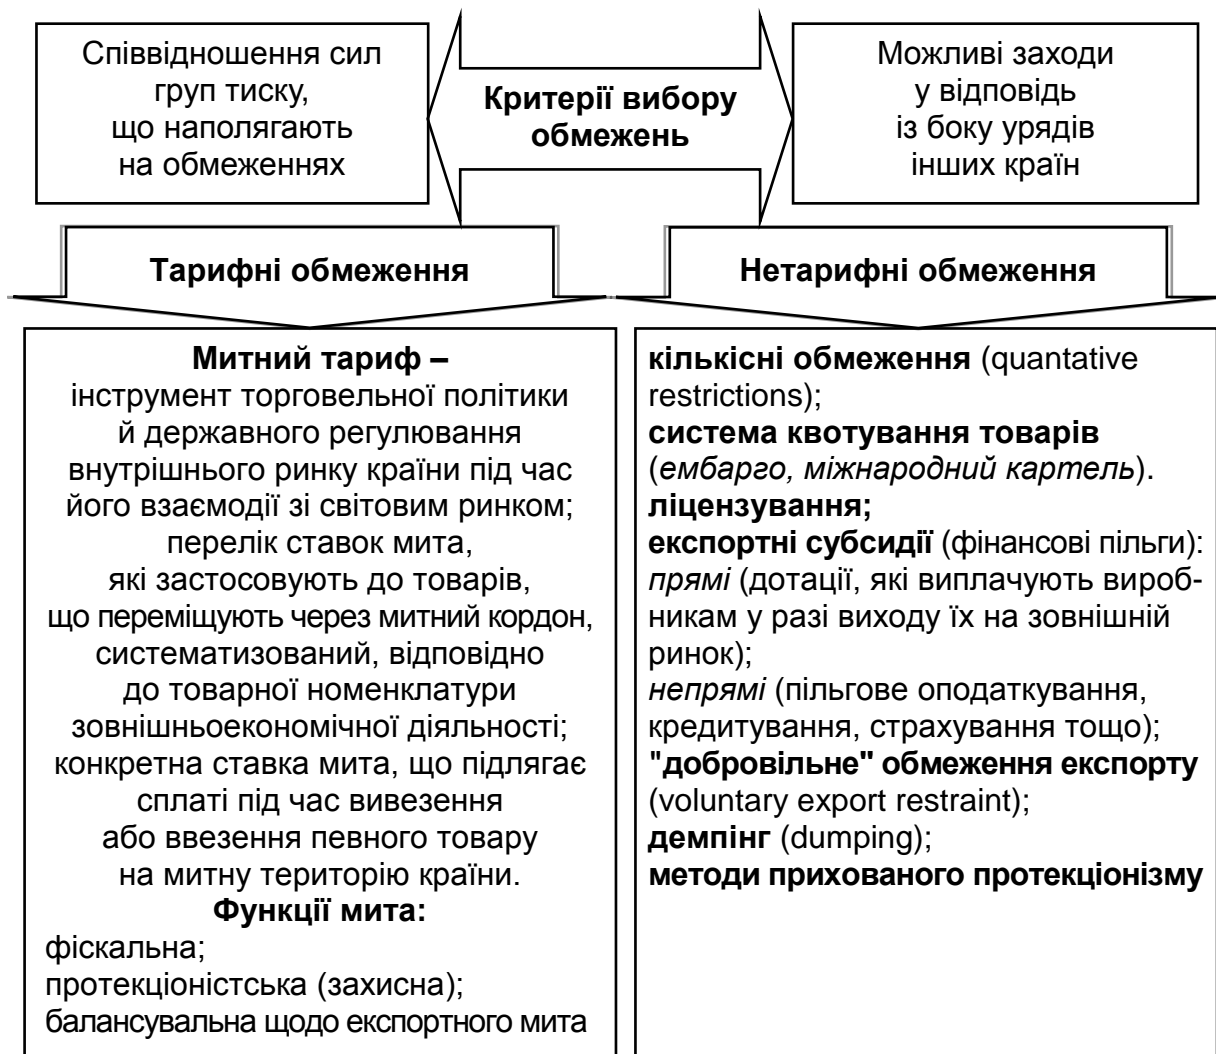 Співвідношення сил
груп тиску,
що наполягають
на обмеженнях
Критерії вибору
обмежень
Можливі заходи
у відповідь
із боку урядів
інших країн
Тарифні обмеження
Нетарифні обмеження
Митний тариф –
інструмент торговельної політики
й державного регулювання
внутрішнього ринку країни під час
його взаємодії зі світовим ринком;
перелік ставок мита,
які застосовують до товарів,
що переміщують через митний кордон,
систематизований, відповідно
до товарної номенклатури
зовнішньоекономічної діяльності;
конкретна ставка мита, що підлягає
сплаті під час вивезення
або ввезення певного товару
на митну територію країни.
Функції мита:
фіскальна;
протекціоністська (захисна);
балансувальна щодо експортного мита
кількісні обмеження (quantative
restrictions);
система квотування товарів
(ембарго, міжнародний картель).
ліцензування;
експортні субсидії (фінансові пільги):
прямі (дотації, які виплачують вироб-
никам у разі виходу їх на зовнішній
ринок);
непрямі (пільгове оподаткування,
кредитування, страхування тощо);
"добровільне" обмеження експорту
(voluntary export restraint);
демпінг (dumping);
методи прихованого протекціонізму